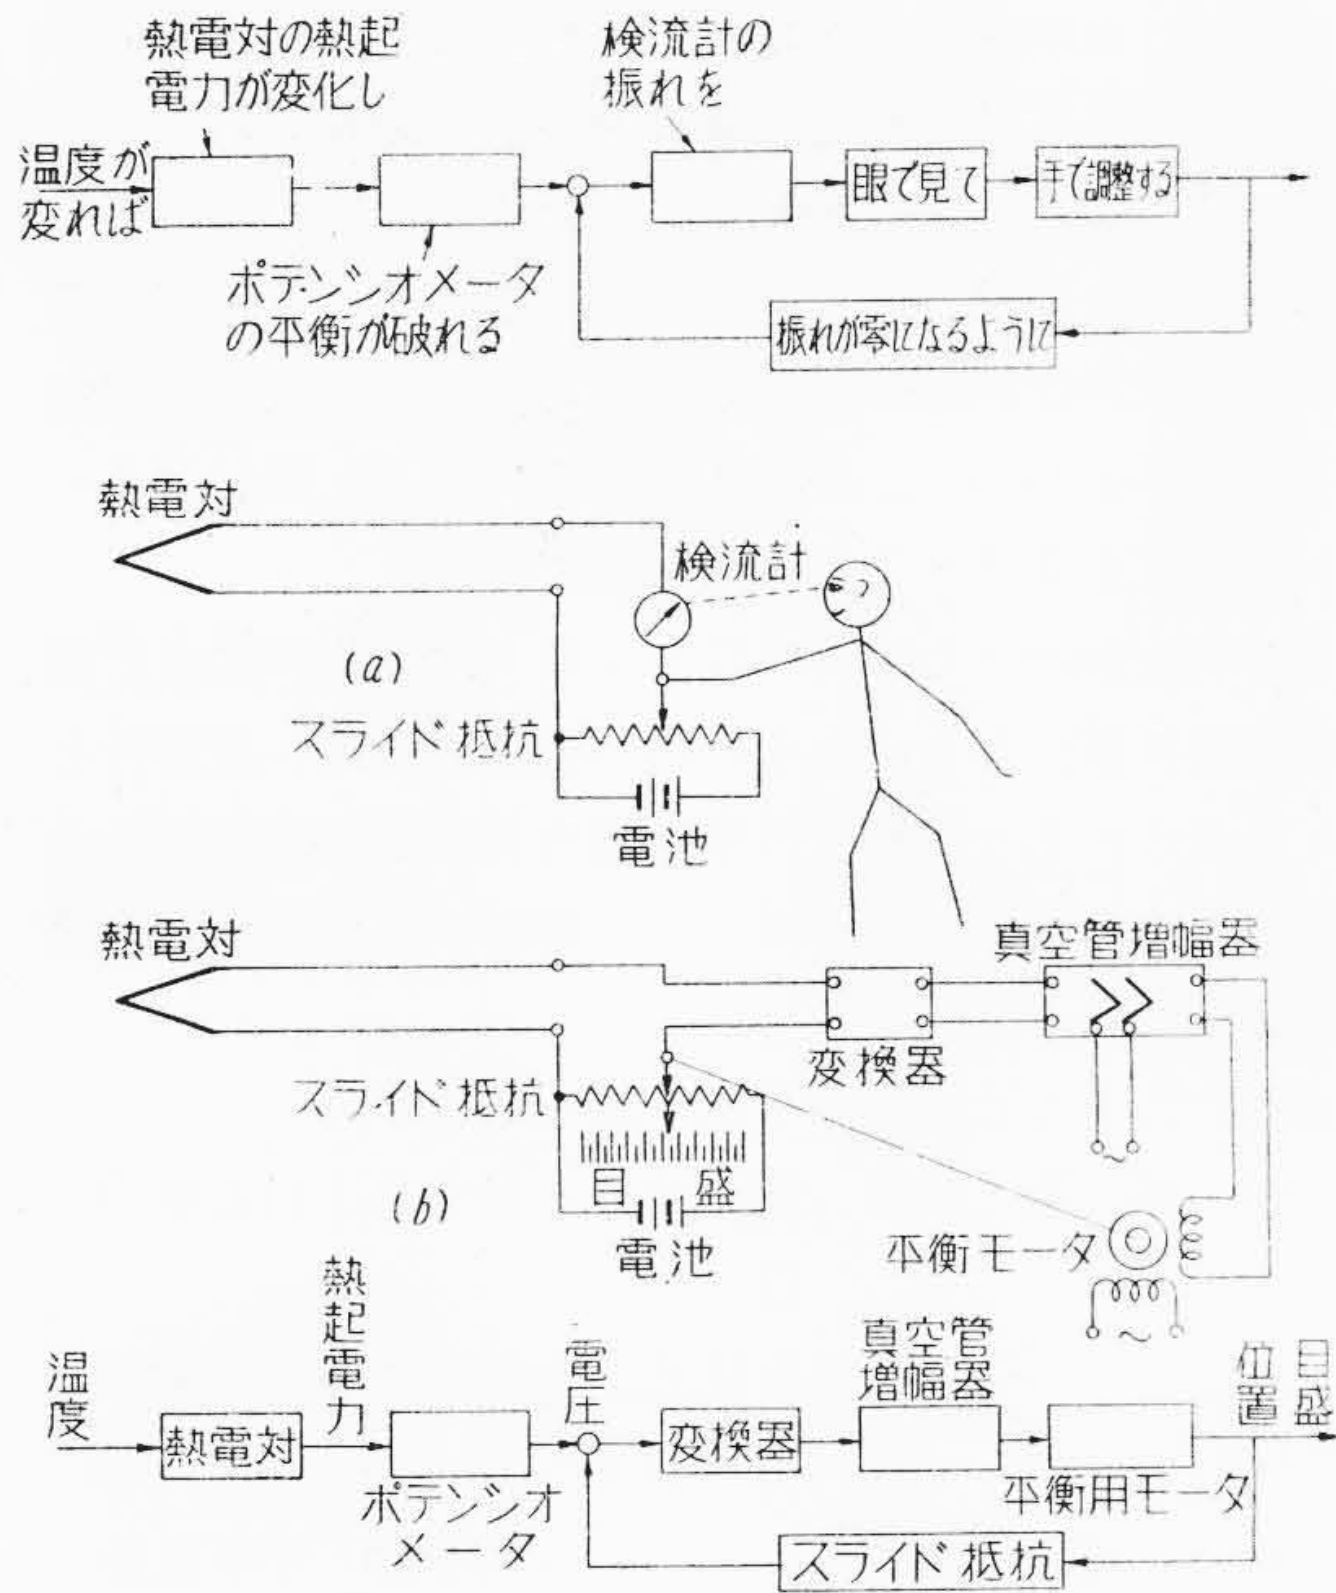 熱電対の熱起
電力が変化し
検流計の
振れを
温度が
変れば
眼で見て
手で調整する
ポテンシオメータ
の平衡が破れる
振れが零になるように
熱電対
検流計
(a)
スライド抵抗
電池
熱電対
真空管増幅器
変換器
スライド抵抗
目盛
(b)
電池
平衡モータ
~
~
温度
熱電対
熱起電力
ポテンシオ
メータ
電圧
変換器
真空管
増幅器
平衡用モータ
目盛
位置
スライド抵抗